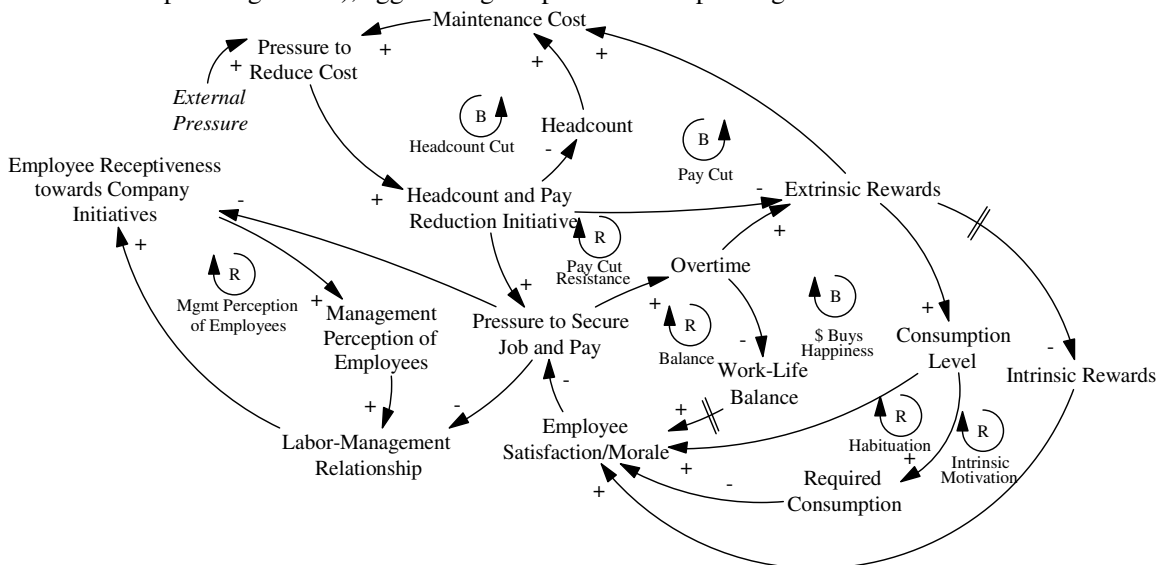 Maintenance Cost
+
+
Pressure to
Reduce Cost
+
+
+
External
Pressure
B
Headcount Cut
Headcount
-
B
Pay Cut
Employee Receptiveness
towards Company
Initiatives
-
+
+
Headcount and Pay
Reduction Initiative
-
Extrinsic Rewards
+
R
Pay Cut
Resistance
Overtime
R
Mgmt Perception
of Employees
+
Management
Perception of
Employees
+
Pressure to Secure
Job and Pay
+
R
Balance
-
B
$ Buys
Happiness
+
Consumption
Level
-
Intrinsic Rewards
Work-Life
Balance
+
-
-
+
Labor-Management
Relationship
Employee
Satisfaction/Morale
+
+
-
R
Habituation
+
R
Intrinsic
Motivation
Required
Consumption